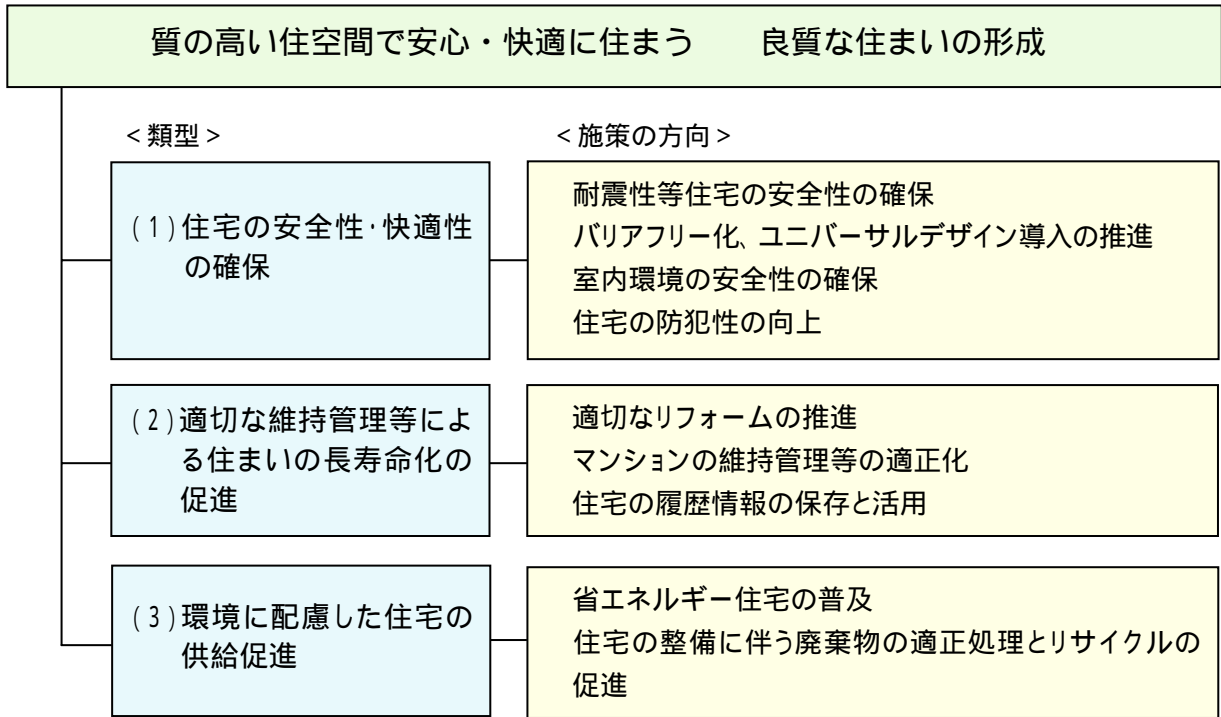 質の高い住空間で安心・快適に住まう　　良質な住まいの形成
<類型>
<施策の方向>
(1)住宅の安全性・快適性
の確保
耐震性等住宅の安全性の確保
バリアフリー化、ユニバーサルデザイン導入の推進
室内環境の安全性の確保
住宅の防犯性の向上
(2)適切な維持管理等によ
る住まいの長寿命化の
促進
適切なリフォームの推進
マンションの維持管理等の適正化
住宅の履歴情報の保存と活用
(3)環境に配慮した住宅の
供給促進
省エネルギー住宅の普及
住宅の整備に伴う廃棄物の適正処理とリサイクルの
促進